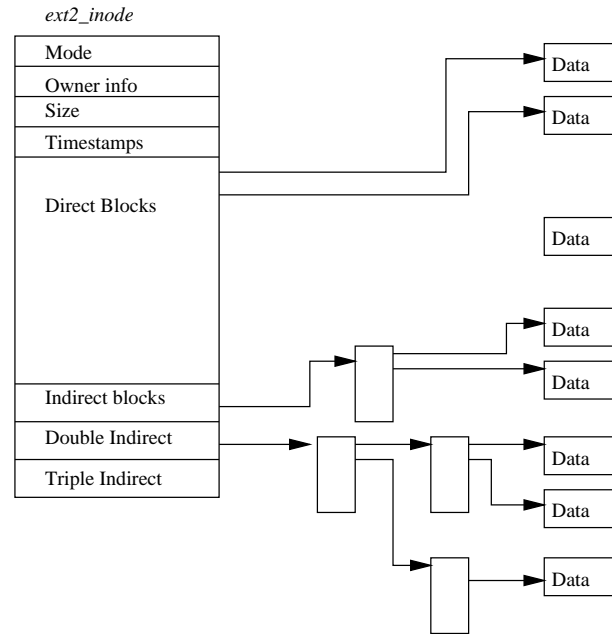 ext2_inode
Mode
Owner info
Size
Timestamps
Direct Blocks
Indirect blocks
Double Indirect
Triple Indirect
Data
Data
Data
Data
Data
Data
Data
Data